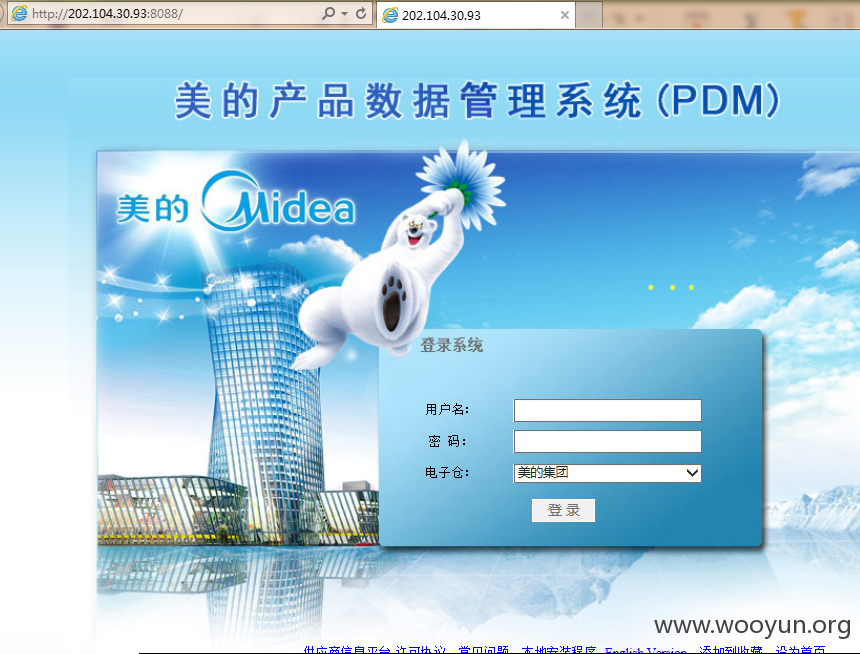 http://202.104.30.93:8088/
202.104.30.93
美的产品数据管理系统(PDM)
美的 Midea
登录系统
用户名：
密 码：
电子仓：
美的集团
登 录
www.wooyun.org
供应商信息平台 许可协议 常见问题 本地安装程序 English Version 添加到收藏 设为首页